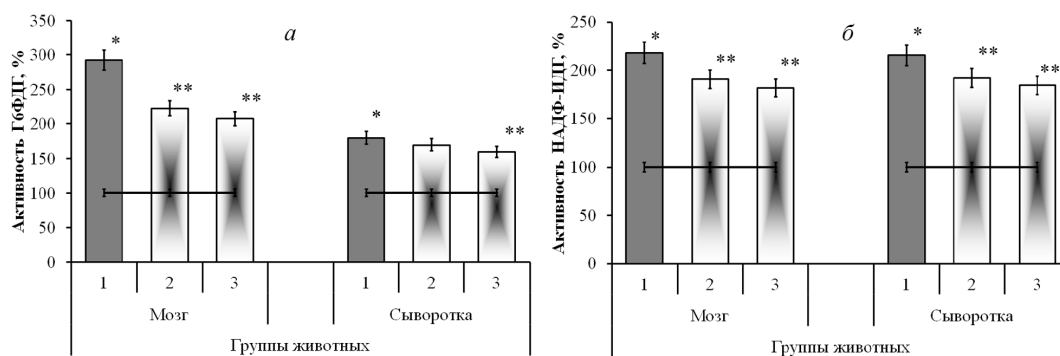 а
Активность Г6ФДГ, %
350
300
250
200
150
100
50
0
*
**
**
*
**
1 2 3 1 2 3
Мозг Сыворотка
Группы животных
б
Активность НАДФ-ИДГ, %
250
200
150
100
50
0
*
**
**
*
**
**
1 2 3 1 2 3
Мозг Сыворотка
Группы животных